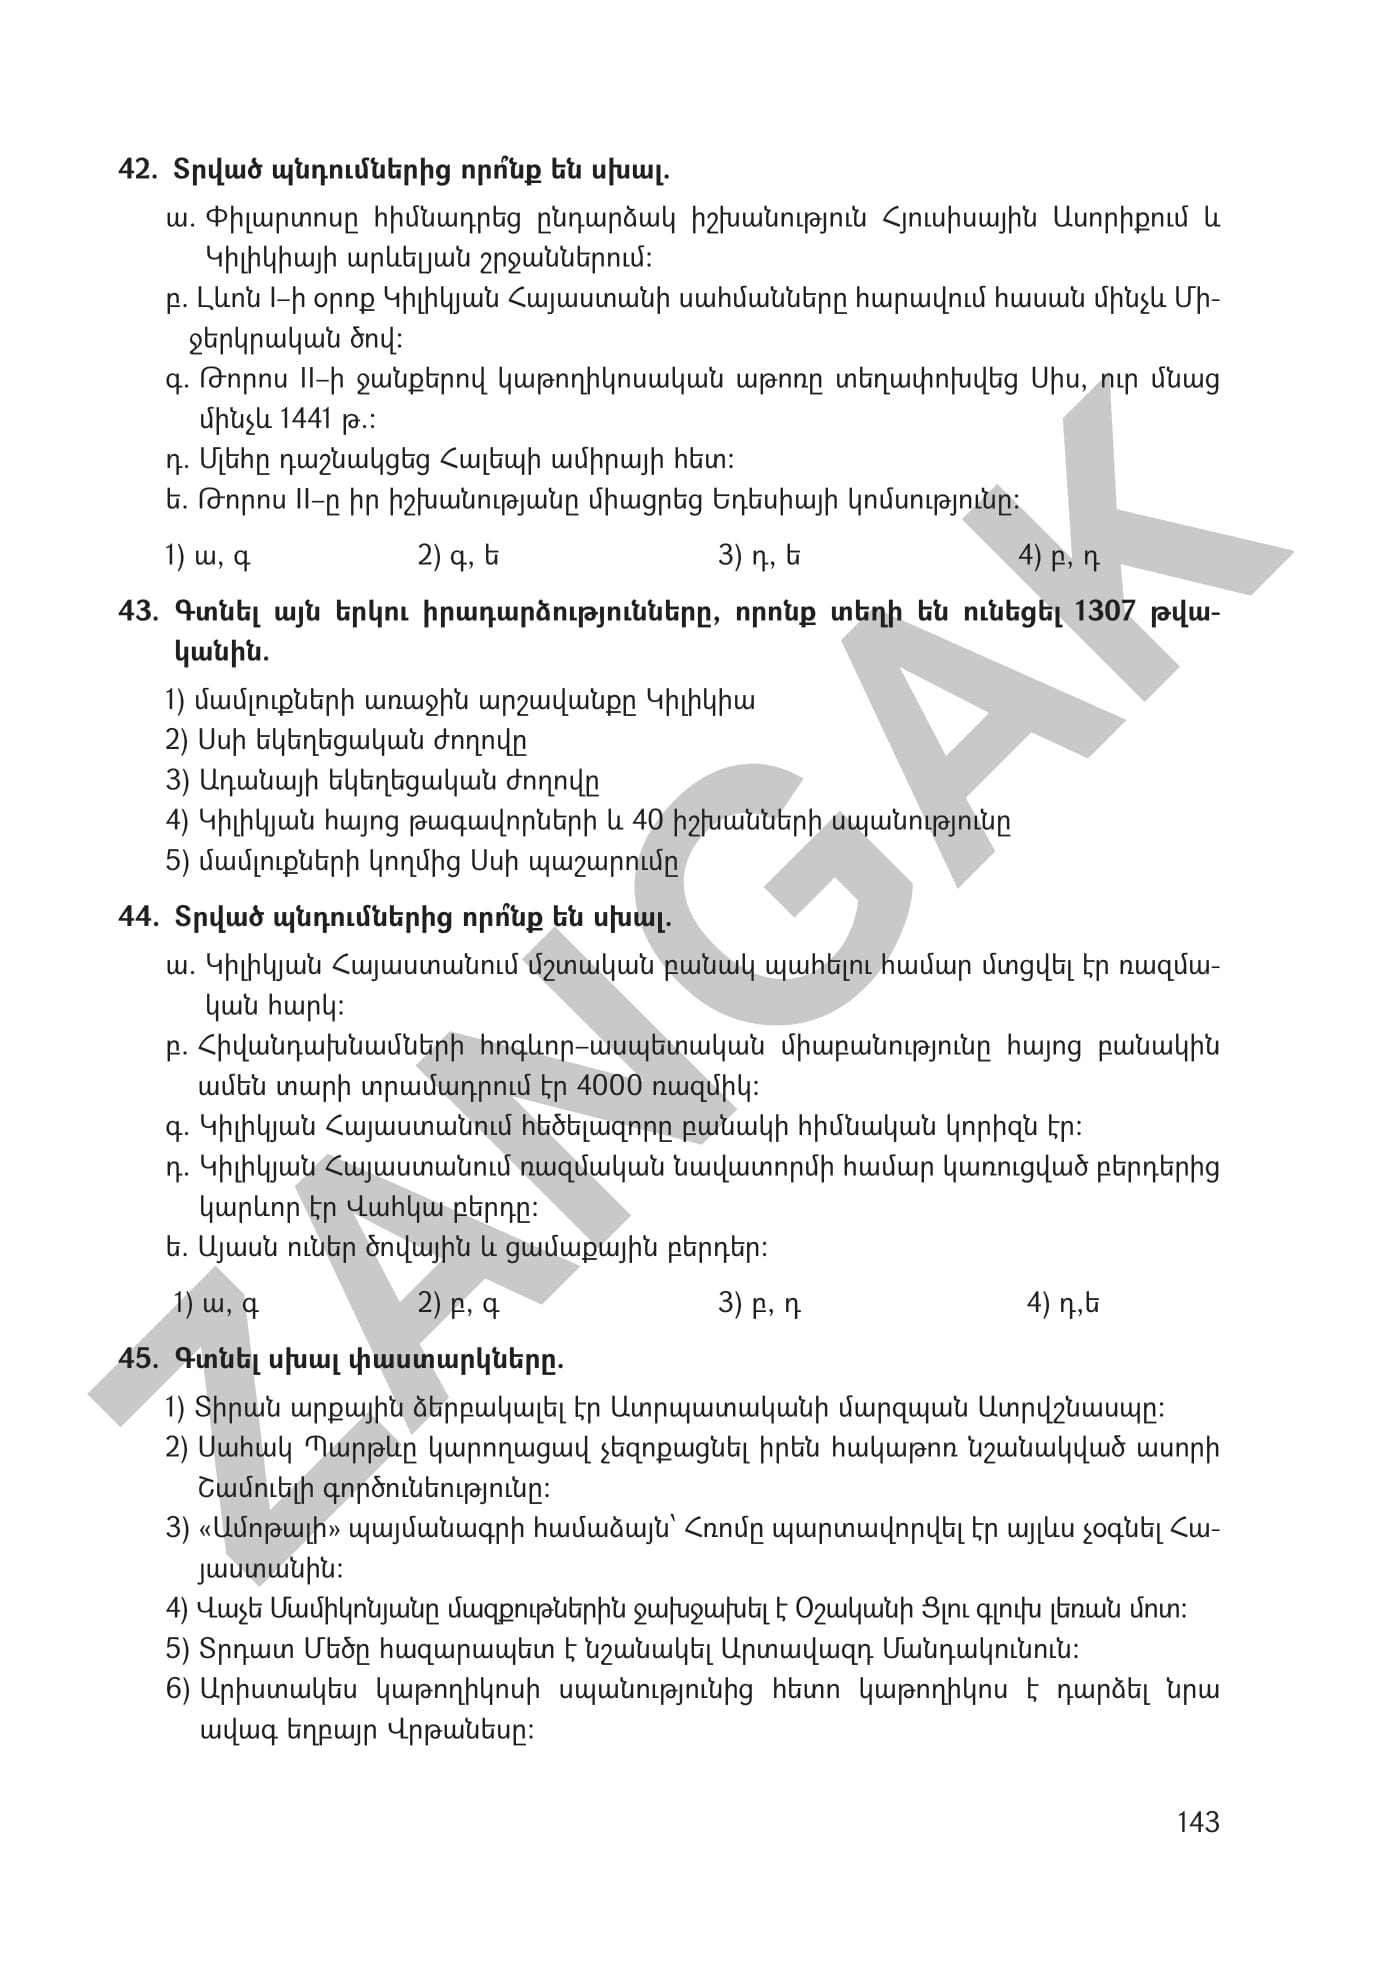 42. Տրված պնդումներից որո՞նք են սխալ.
ա. Փիլարտոսը հիմնադրեց ընդարձակ իշխանություն Հյուսիսային Ասորիքում և
Կիլիկիայի արևելյան շրջաններում։
բ. Լևոն I–ի օրոք Կիլիկյան Հայաստանի սահմանները հարավում հասան մինչև Մի-
ջերկրական ծով։
գ. Թորոս II–ի ջանքերով կաթողիկոսական աթոռը տեղափոխվեց Սիս, ուր մնաց
մինչև 1441 թ.։
դ. Մլեհը դաշնակցեց Հալեպի ամիրայի հետ։
ե. Թորոս II–ը իր իշխանությանը միացրեց Եդեսիայի կոմսությունը։
1) ա, գ 2) գ, ե 3) դ, ե 4) բ, դ
43. Գտնել այն երկու իրադարձությունները, որոնք տեղի են ունեցել 1307 թվա-
կանին.
1) մամլուքների առաջին արշավանքը Կիլիկիա
2) Սսի եկեղեցական ժողովը
3) Ադանայի եկեղեցական ժողովը
4) Կիլիկյան հայոց թագավորների և 40 իշխանների սպանությունը
5) մամլուքների կողմից Սսի պաշարումը
44. Տրված պնդումներից որո՞նք են սխալ.
ա. Կիլիկյան Հայաստանում մշտական բանակ պահելու համար մտցվել էր ռազմա-
կան հարկ։
բ. Հիվանդախնամների հոգևոր–ասպետական միաբանությունը հայոց բանակին
ամեն տարի տրամադրում էր 4000 ռազմիկ։
գ. Կիլիկյան Հայաստանում հեծելազորը բանակի հիմնական կորիզն էր։
դ. Կիլիկյան Հայաստանում ռազմական նավատորմի համար կառուցված բերդերից
կարևոր էր Վահկա բերդը։
ե. Այասն ուներ ծովային և ցամաքային բերդեր։
1) ա, գ 2) բ, գ 3) բ, դ 4) դ,ե
45. Գտնել սխալ փաստարկները.
1) Տիրան արքային ձերբակալել էր Ատրպատականի մարզպան Ատրվշնասպը։
2) Սահակ Պարթևը կարողացավ չեզոքացնել իրեն հակաթոռ նշանակված ասորի
Շամուելի գործունեությունը։
3) «Ամոթալի» պայմանագրի համաձայն՝ Հռոմը պարտավորվել էր այլևս չօգնել Հա-
յաստանին։
4) Վաչե Մամիկոնյանը մազքութներին ջախջախել է Օշականի Ցլու գլուխ լեռան մոտ։
5) Տրդատ Մեծը հազարապետ է նշանակել Արտավազդ Մանդակունուն։
6) Արիստակես կաթողիկոսի սպանությունից հետո կաթողիկոս է դարձել նրա
ավագ եղբայր Վրթանեսը։
143
ZANGAK